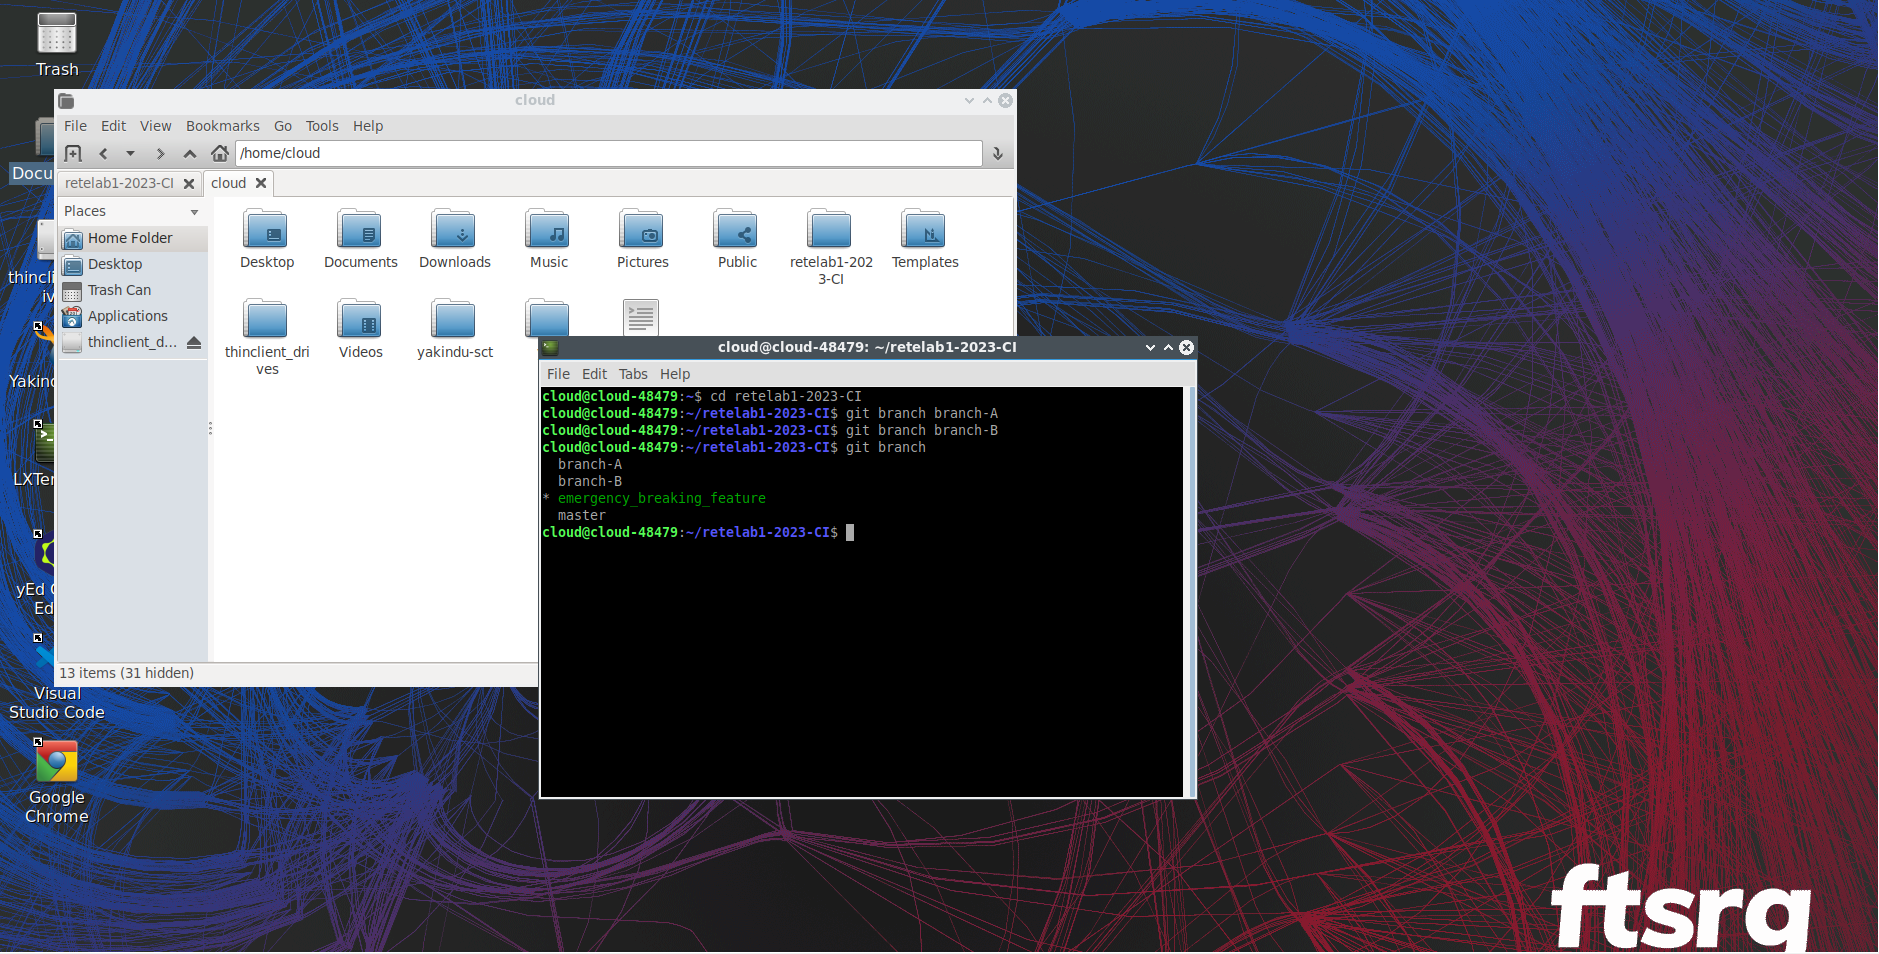 Trash
cloud
File Edit View Bookmarks Go Tools Help
/home/cloud
Docu
retelab1-2023-CI cloud
Places
Home Folder
Desktop
Trash Can
Applications
thinclient_d...
Desktop Documents Downloads Music Pictures Public retelab1-202
3-CI Templates
thinclient_dri
ves Videos yakindu-sct
13 items (31 hidden)
thincli
iv
Yakin
LXTer
yEd
Ed
Visual
Studio Code
Google
Chrome
cloud@cloud-48479: ~/retelab1-2023-CI
File Edit Tabs Help
cloud@cloud-48479:~$ cd retelab1-2023-CI
cloud@cloud-48479:~/retelab1-2023-CI$ git branch branch-A
cloud@cloud-48479:~/retelab1-2023-CI$ git branch branch-B
cloud@cloud-48479:~/retelab1-2023-CI$ git branch
branch-A
branch-B
* emergency_breaking_feature
master
cloud@cloud-48479:~/retelab1-2023-CI$
ftsrg